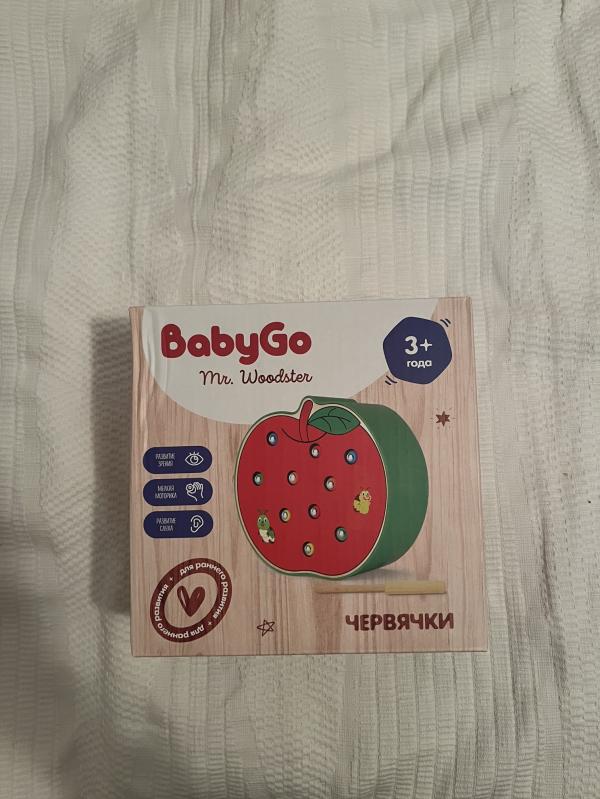 BabyGo
Mr. Woodster
3+
года
РАЗВИТИЕ
ЗРЕНИЯ
МЕЛКАЯ
МОТОРИКА
РАЗВИТИЕ
СЛУХА
для раннего развития • для раннего развития •
ЧЕРВЯЧКИ